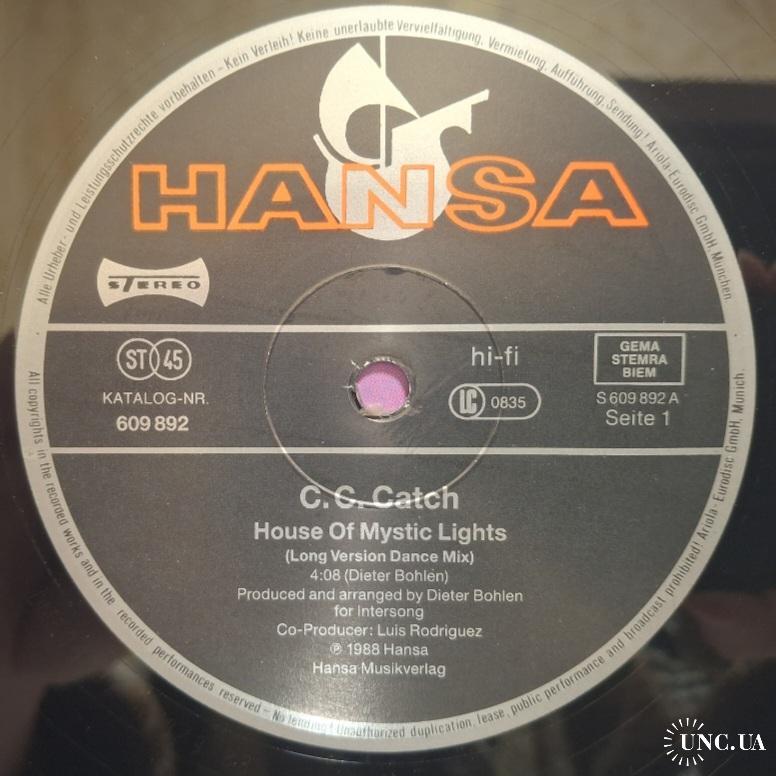 Alle Urheber- und Leistungsschutzrechte vorbehalten - Kein Verleih! Keine unerlaubte Vervielfältigung, Vermietung, Aufführung, Sendung! Ariola-Eurodisc GmbH, München.
HANSA
STEREO
ST 45
KATALOG-NR.
609 892
hi-fi
LC 0835
GEMA
STEMRA
BIEM
S 609 892 A
Seite 1
C. C. Catch
House Of Mystic Lights
(Long Version Dance Mix)
4:08 (Dieter Bohlen)
Produced and arranged by Dieter Bohlen
for Intersong
Co-Producer: Luis Rodriguez
℗ 1988 Hansa
Hansa Musikverlag
All copyrights in the recorded works and in the recorded performances reserved - No lending! Unauthorized duplication, lease, public performance and broadcast prohibited! Ariola-Eurodisc GmbH, Munich.
UNC.UA